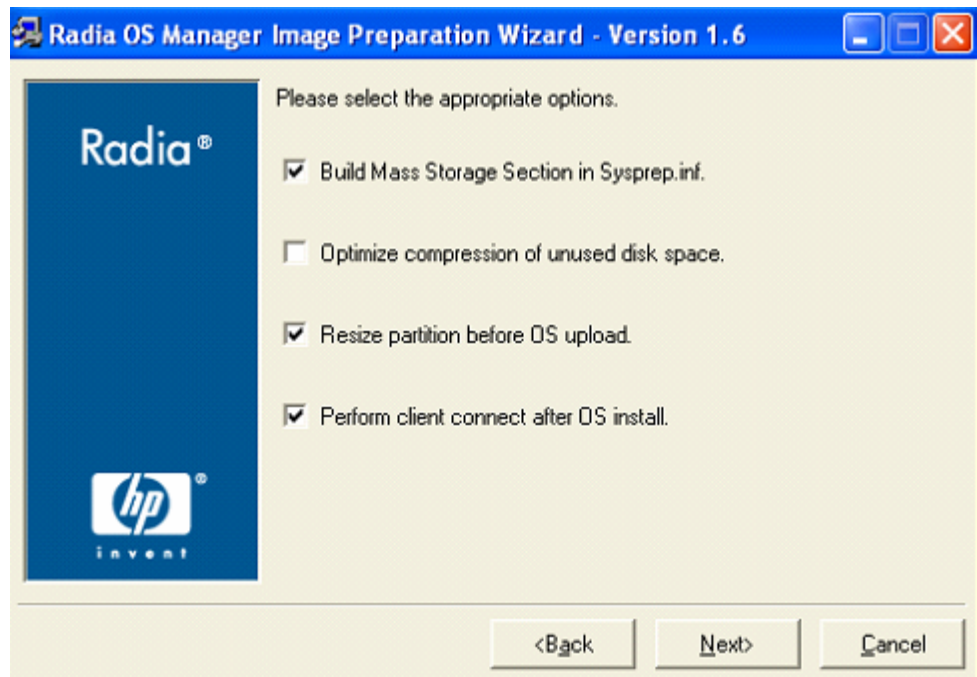 Radia OS Manager Image Preparation Wizard - Version 1.6
Radia®
Please select the appropriate options.
Build Mass Storage Section in Sysprep.inf.
Optimize compression of unused disk space.
Resize partition before OS upload.
Perform client connect after OS install.
hp®
invent
<Back
Next>
Cancel